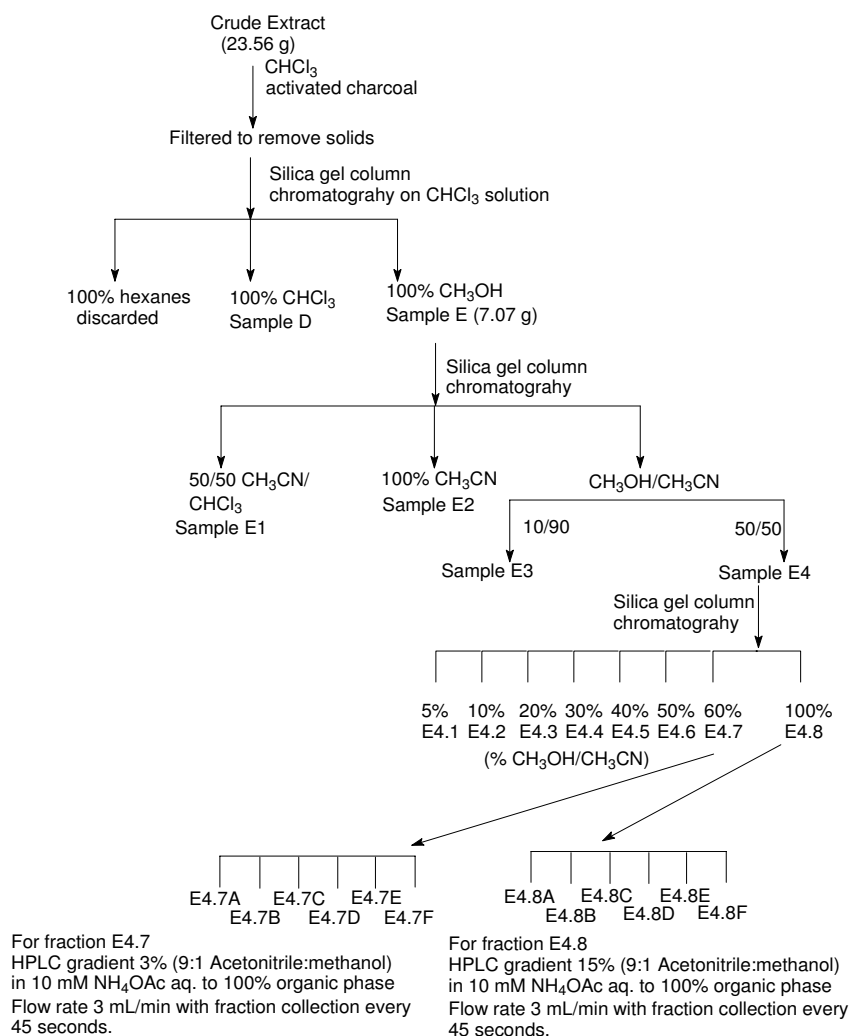 Crude Extract
(23.56 g)
CHCl₃
activated charcoal
Filtered to remove solids
Silica gel column
chromatograhy on CHCl₃ solution
100% hexanes
discarded
100% CHCl₃
Sample D
100% CH₃OH
Sample E (7.07 g)
Silica gel column
chromatograhy
50/50 CH₃CN/
CHCl₃
Sample E1
100% CH₃CN
Sample E2
CH₃OH/CH₃CN
10/90
50/50
Sample E3
Sample E4
Silica gel column
chromatograhy
5% 10% 20% 30% 40% 50% 60% 100%
E4.1 E4.2 E4.3 E4.4 E4.5 E4.6 E4.7 E4.8
(% CH₃OH/CH₃CN)
E4.7A E4.7C E4.7E
E4.7B E4.7D E4.7F
E4.8A E4.8C E4.8E
E4.8B E4.8D E4.8F
For fraction E4.7
HPLC gradient 3% (9:1 Acetonitrile:methanol)
in 10 mM NH₄OAc aq. to 100% organic phase
Flow rate 3 mL/min with fraction collection every
45 seconds.
For fraction E4.8
HPLC gradient 15% (9:1 Acetonitrile:methanol)
in 10 mM NH₄OAc aq. to 100% organic phase
Flow rate 3 mL/min with fraction collection every
45 seconds.